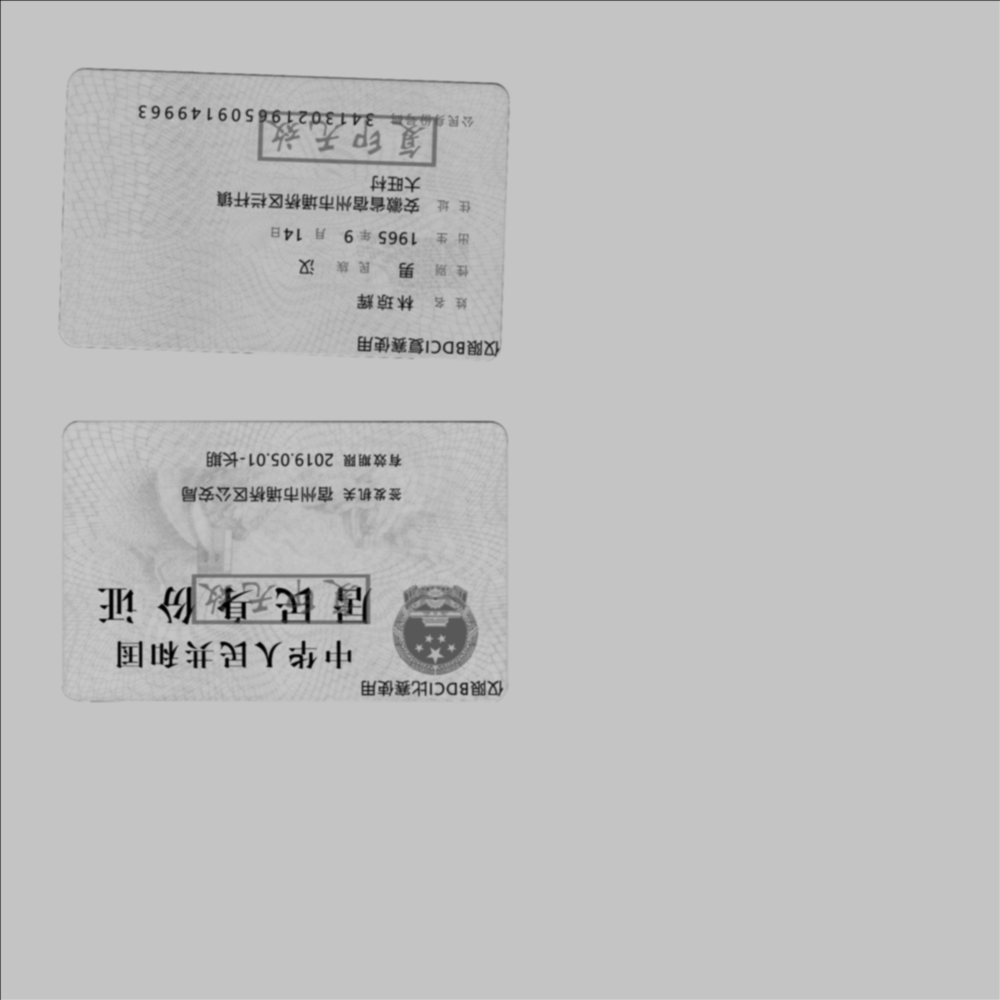 仅限BDCI比赛使用
中华人民共和国
居民身份证
复印无效
签发机关 宿州市埇桥区公安局
有效期限 2019.05.01-长期
仅限BDCI复赛使用
姓名 林琼辉
性别 男 民族 汉
出生 1965 年 9 月 14 日
住址 安徽省宿州市埇桥区栏杆镇
大旺村
复印无效
公民身份号码 341302196509149963